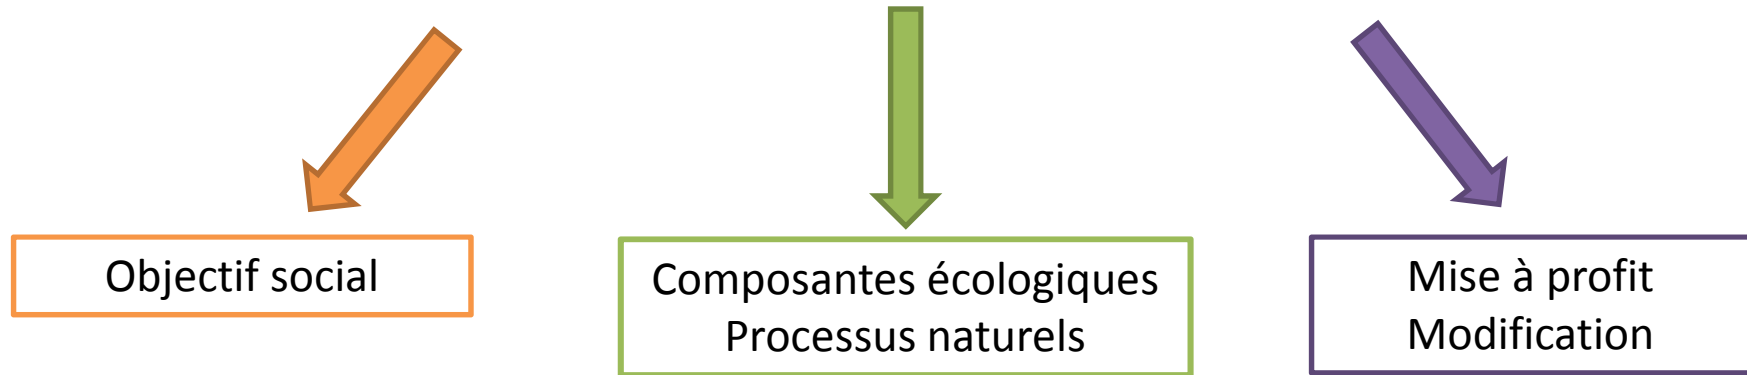 Objectif social
Composantes écologiques
Processus naturels
Mise à profit
Modification